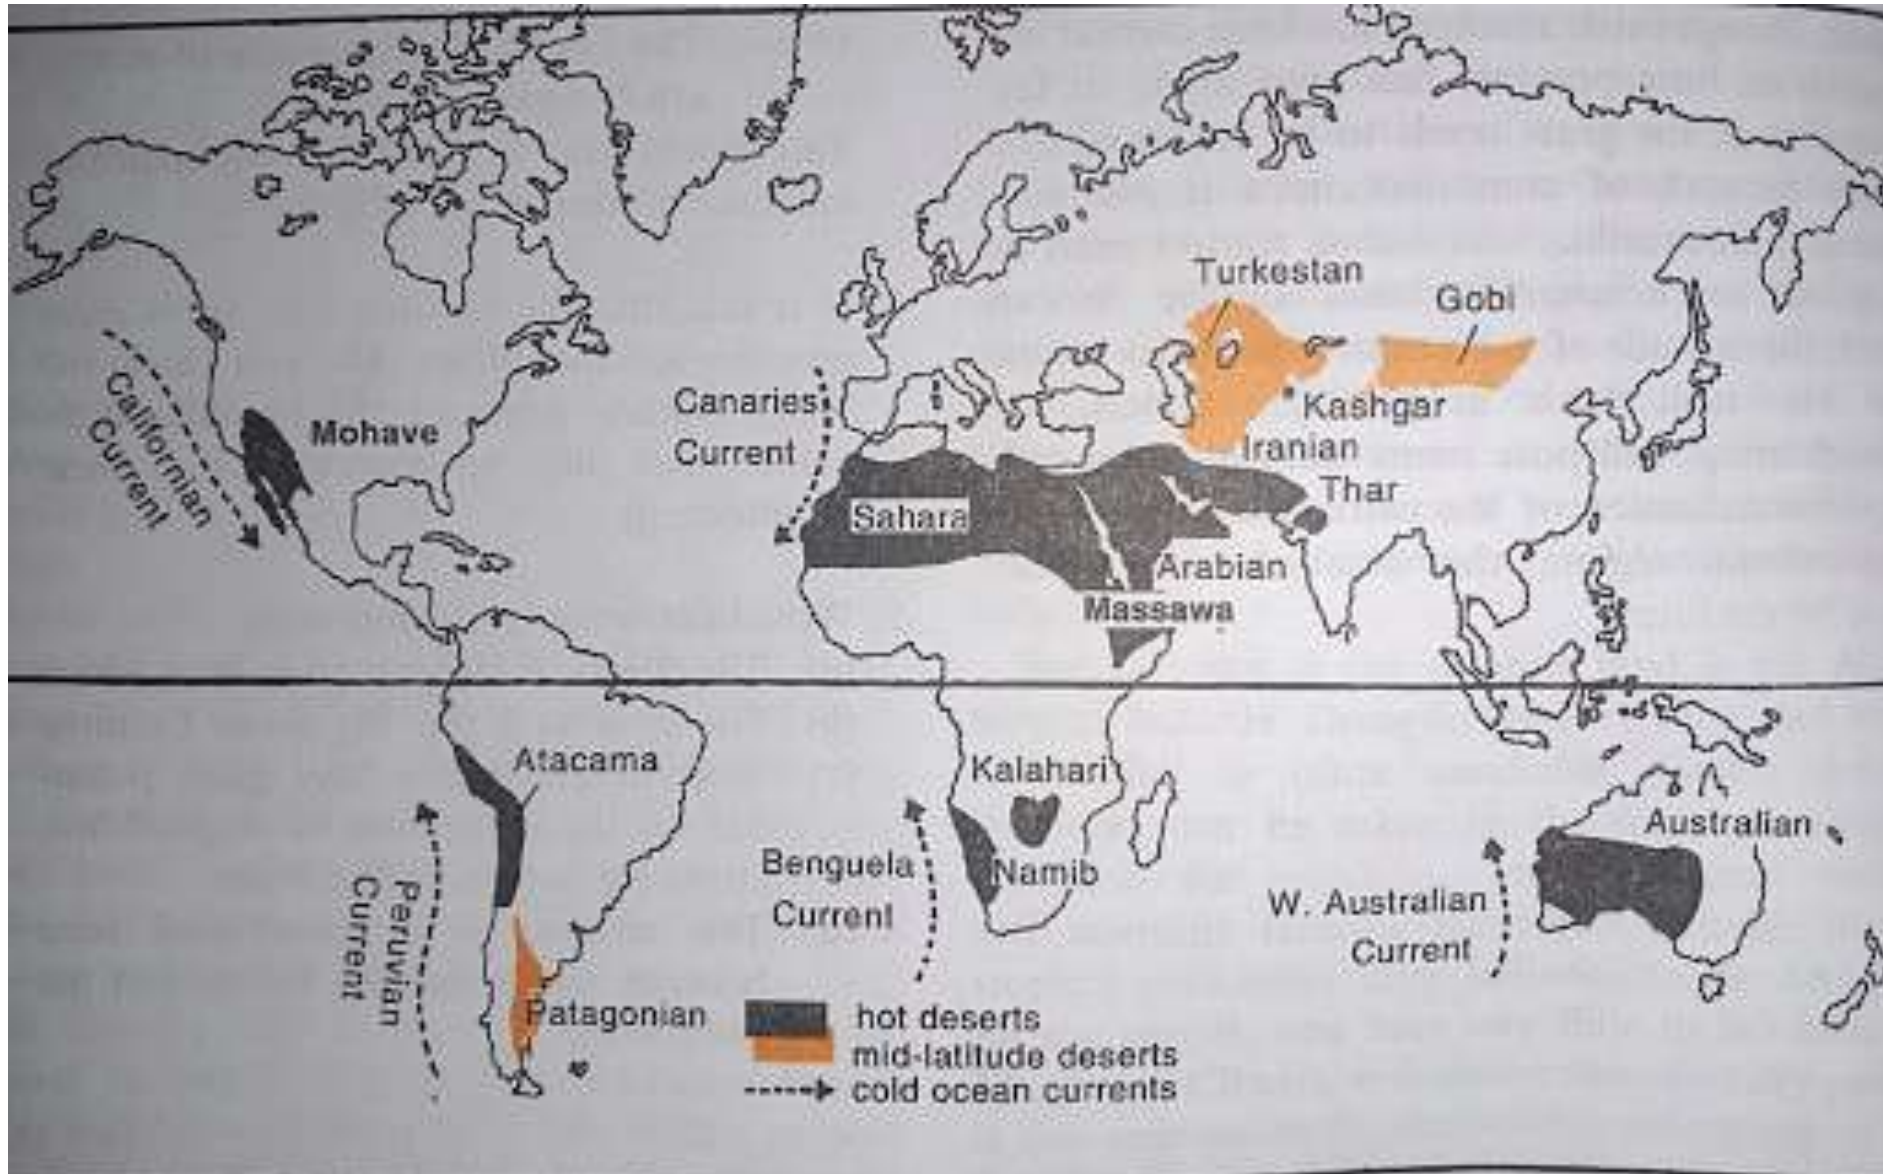 Turkestan
Gobi
Kashgar
Iranian
Thar
Californian
Current
Mohave
Canaries
Current
Sahara
Arabian
Massawa
Atacama
Kalahari
Namib
Australian
Peruvian
Current
Benguela
Current
W. Australian
Current
Patagonian
hot deserts
mid-latitude deserts
cold ocean currents